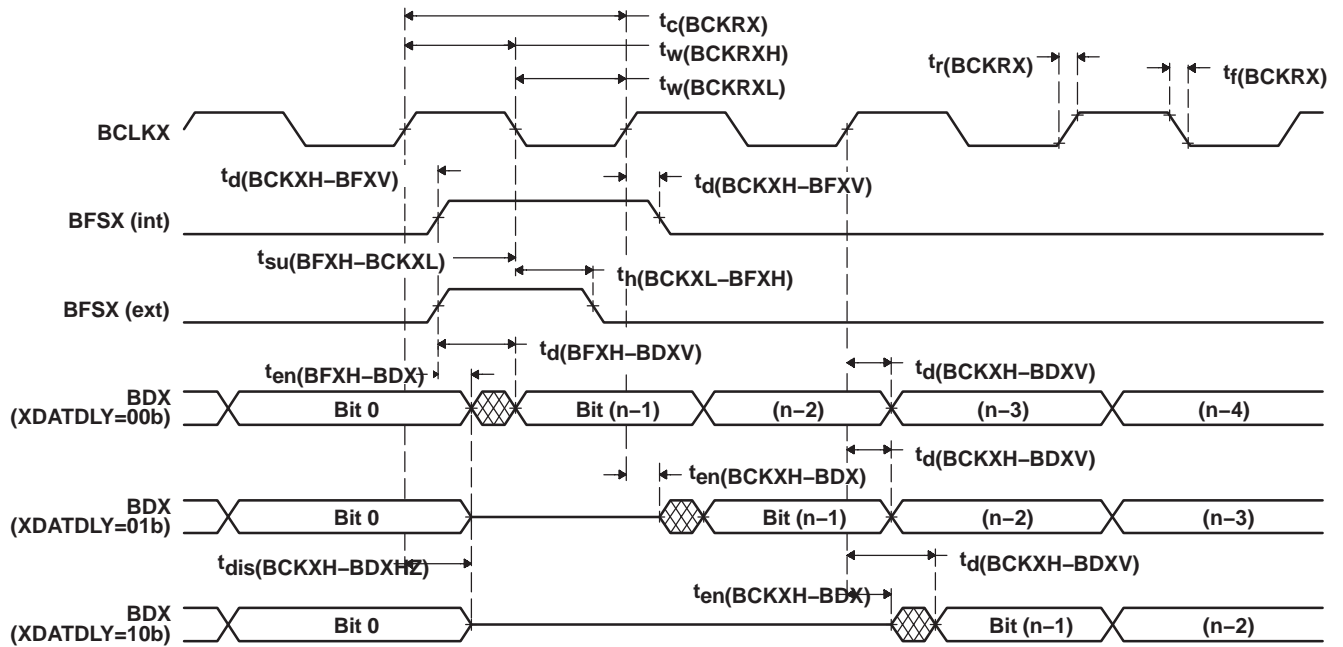 tc(BCKRX)
tw(BCKRXH)
tr(BCKRX)
tf(BCKRX)
tw(BCKRXL)
BCLKX
td(BCKXH–BFXV)
td(BCKXH–BFXV)
BFSX (int)
tsu(BFXH–BCKXL)
th(BCKXL–BFXH)
BFSX (ext)
td(BFXH–BDXV)
ten(BFXH–BDX)
td(BCKXH–BDXV)
BDX
(XDATDLY=00b)
Bit 0
Bit (n–1)
(n–2)
(n–3)
(n–4)
td(BCKXH–BDXV)
ten(BCKXH–BDX)
BDX
(XDATDLY=01b)
Bit 0
Bit (n–1)
(n–2)
(n–3)
tdis(BCKXH–BDXHZ)
td(BCKXH–BDXV)
ten(BCKXH–BDX)
BDX
(XDATDLY=10b)
Bit 0
Bit (n–1)
(n–2)